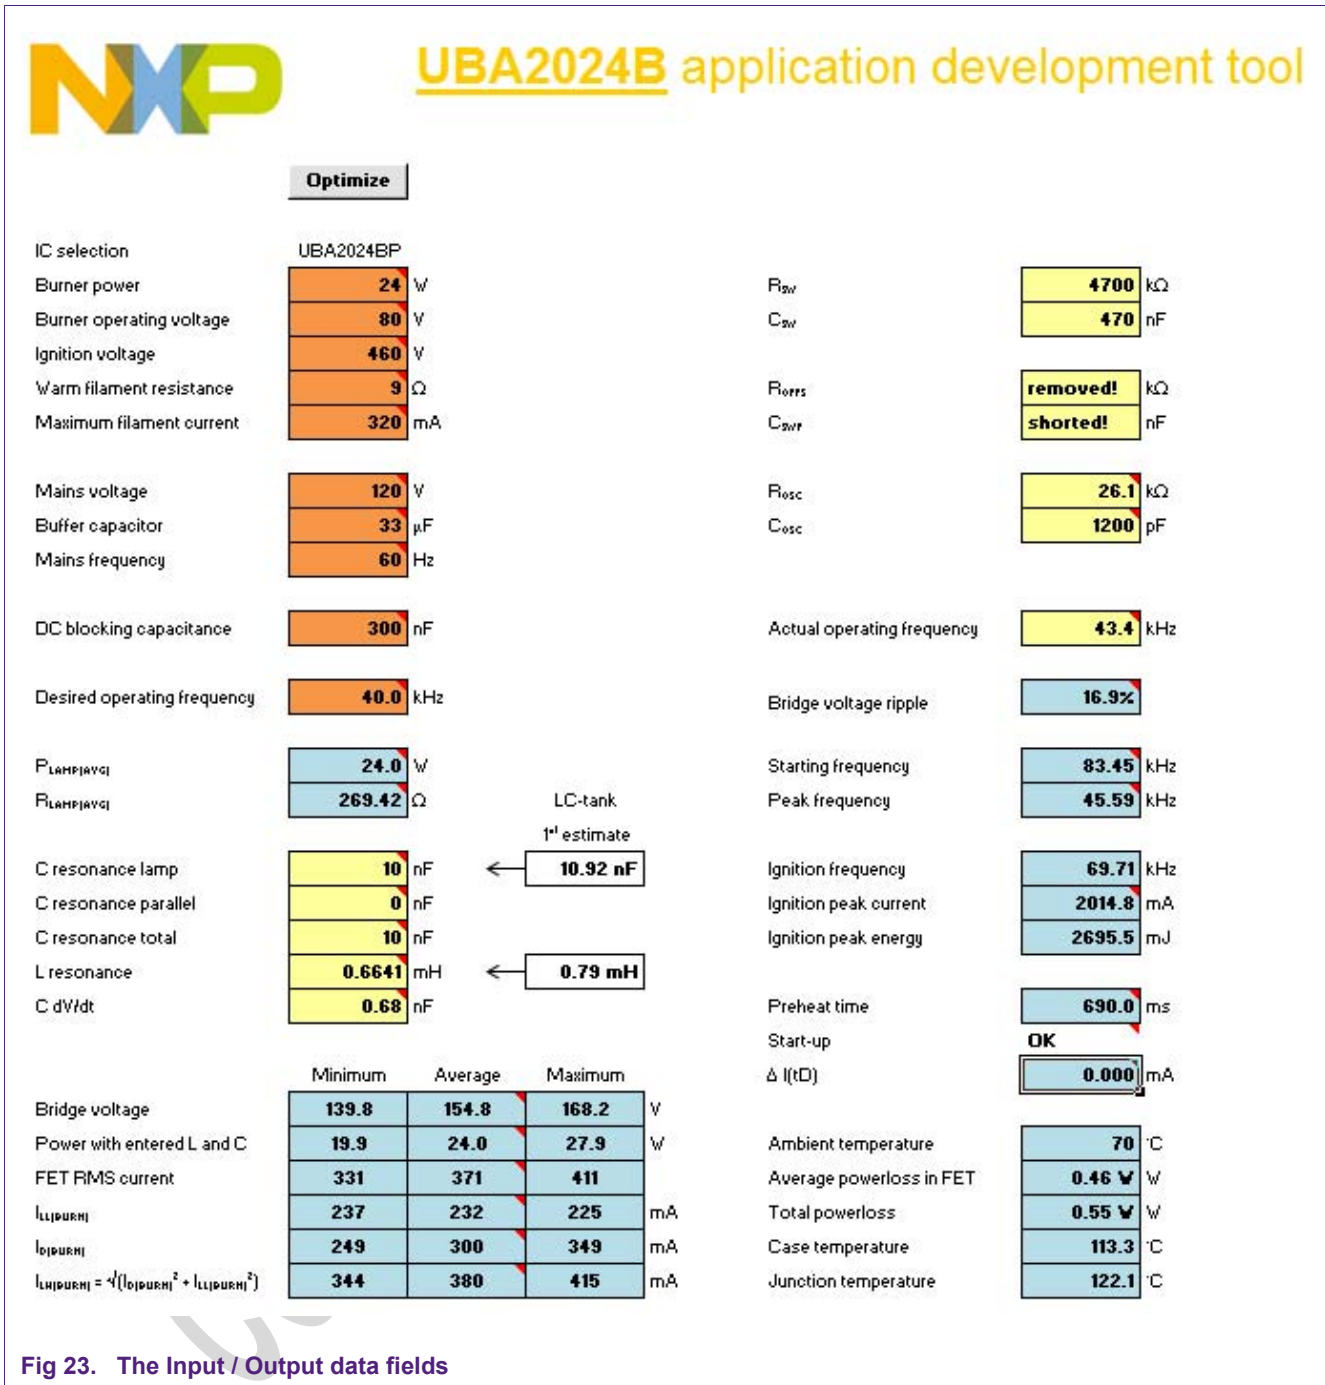 NXP
UBA2024B application development tool
Optimize
IC selection UBA2024BP
Burner power 24 W
Burner operating voltage 80 V
Ignition voltage 460 V
Warm filament resistance 9 Ω
Maximum filament current 320 mA
Mains voltage 120 V
Buffer capacitor 33 µF
Mains frequency 60 Hz
DC blocking capacitance 300 nF
Desired operating frequency 40.0 kHz
PLAMP(AVG) 24.0 W
RLAMP(AVG) 269.42 Ω
LC-tank
1st estimate
C resonance lamp 10 nF ← 10.92 nF
C resonance parallel 0 nF
C resonance total 10 nF
L resonance 0.6641 mH ← 0.79 mH
C dV/dt 0.68 nF
Rsw 4700 kΩ
Csw 470 nF
ROFFS removed! kΩ
CSWF shorted! nF
Rosc 26.1 kΩ
Cosc 1200 pF
Actual operating frequency 43.4 kHz
Bridge voltage ripple 16.9%
Starting frequency 83.45 kHz
Peak frequency 45.59 kHz
Ignition frequency 69.71 kHz
Ignition peak current 2014.8 mA
Ignition peak energy 2695.5 mJ
Preheat time 690.0 ms
Start-up OK
Δ I(tD) 0.000 mA
Minimum Average Maximum
Bridge voltage 139.8 154.8 168.2 V
Power with entered L and C 19.9 24.0 27.9 W
FET RMS current 331 371 411
ILL(BURN) 237 232 225 mA
ID(BURN) 249 300 349 mA
ILH(BURN) = √(ID(BURN)² + ILL(BURN)²) 344 380 415 mA
Ambient temperature 70 °C
Average powerloss in FET 0.46 W W
Total powerloss 0.55 W W
Case temperature 113.3 °C
Junction temperature 122.1 °C
Fig 23. The Input / Output data fields